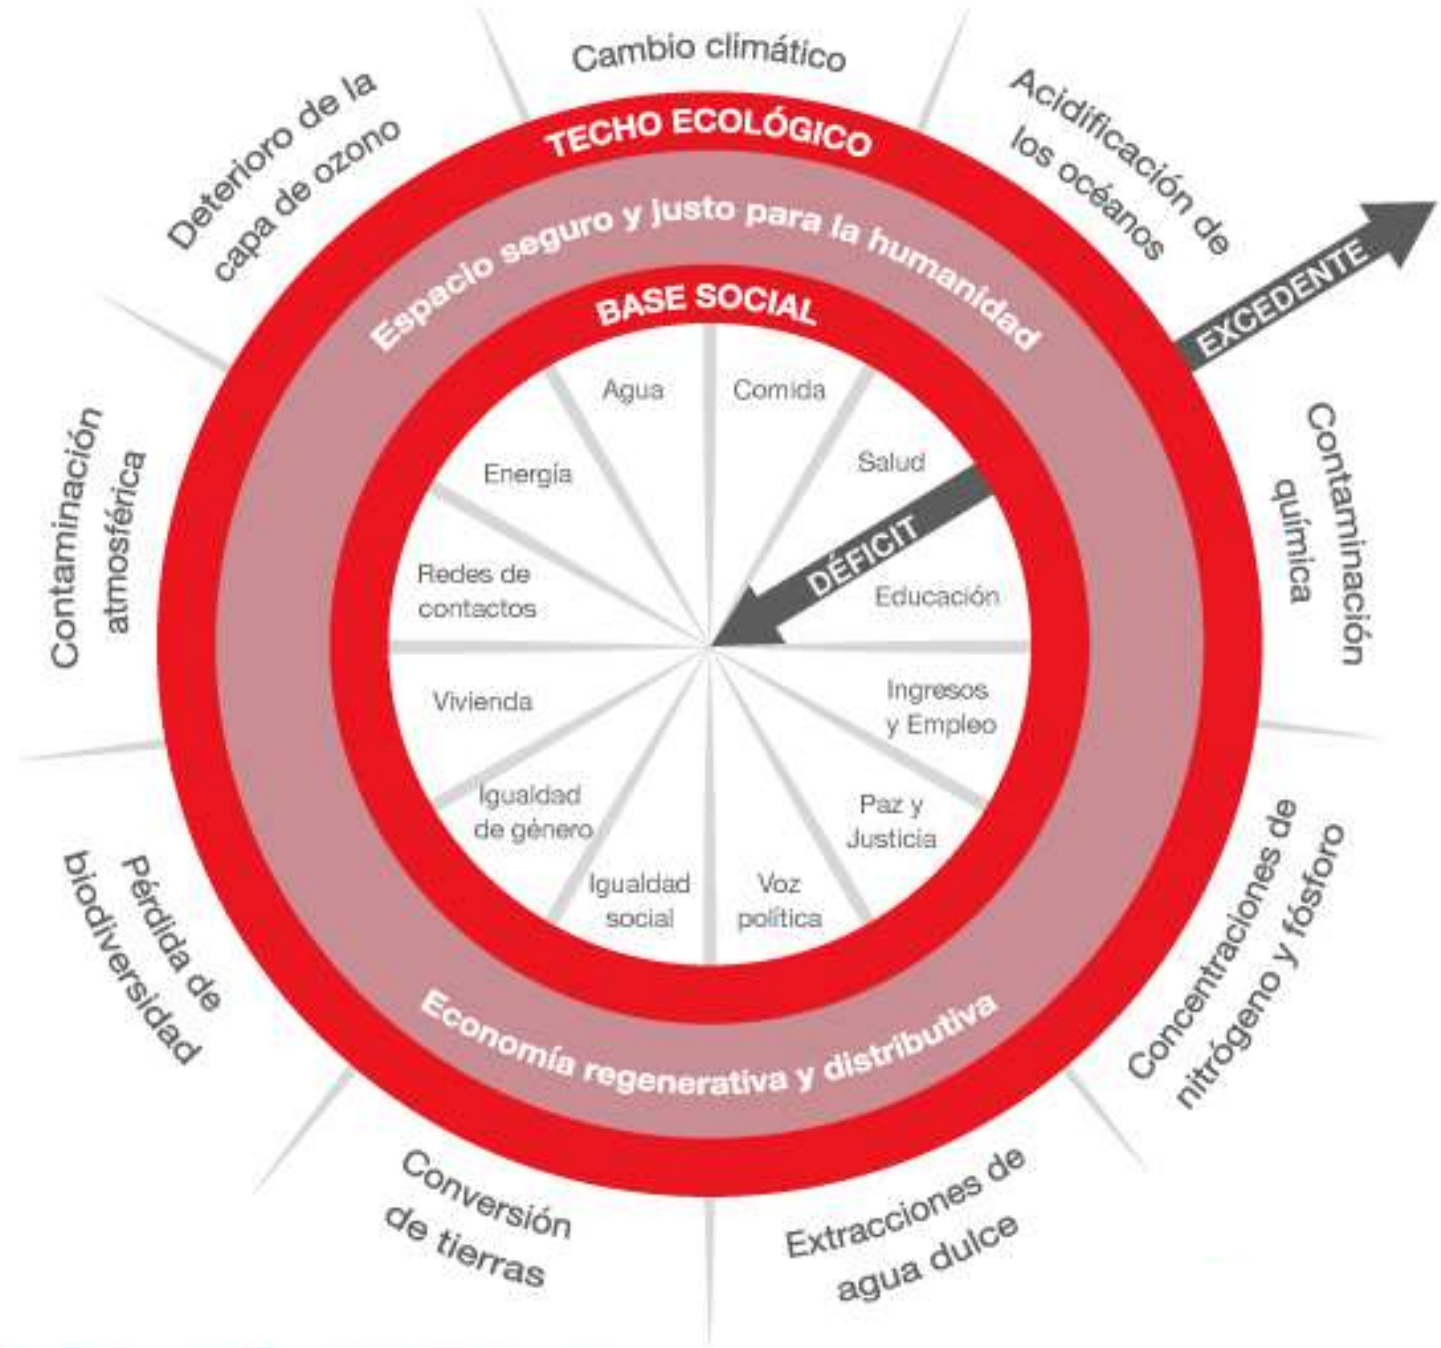 Cambio climático
Acidificación de
los océanos
Deterioro de la
capa de ozono
TECHO ECOLÓGICO
Espacio seguro y justo para la humanidad
EXCEDENTE
BASE SOCIAL
Agua
Comida
Energía
Salud
DÉFICIT
Redes de
contactos
Educación
Vivienda
Ingresos
y Empleo
Igualdad
de género
Paz y
Justicia
Igualdad
social
Voz
política
Economía regenerativa y distributiva
Contaminación
atmosférica
Contaminación
química
Pérdida de
biodiversidad
Concentraciones de
nitrógeno y fósforo
Conversión
de tierras
Extracciones de
agua dulce